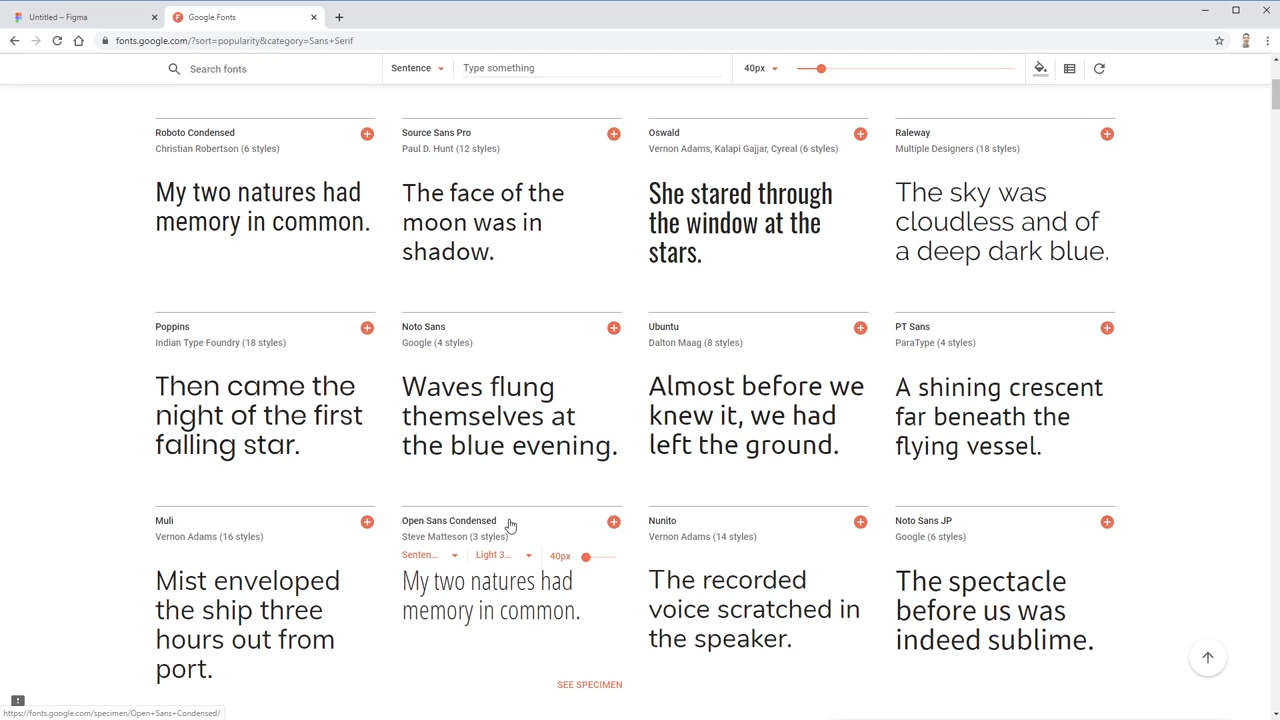 Untitled – Figma
Google Fonts
fonts.google.com/?sort=popularity&category=Sans+Serif
Search fonts
Sentence
Type something
40px
Roboto Condensed
Christian Robertson (6 styles)
My two natures had
memory in common.
Source Sans Pro
Paul D. Hunt (12 styles)
The face of the
moon was in
shadow.
Oswald
Vernon Adams, Kalapi Gajjar, Cyreal (6 styles)
She stared through
the window at the
stars.
Raleway
Multiple Designers (18 styles)
The sky was
cloudless and of
a deep dark blue.
Poppins
Indian Type Foundry (18 styles)
Then came the
night of the first
falling star.
Noto Sans
Google (4 styles)
Waves flung
themselves at
the blue evening.
Ubuntu
Dalton Maag (8 styles)
Almost before we
knew it, we had
left the ground.
PT Sans
ParaType (4 styles)
A shining crescent
far beneath the
flying vessel.
Muli
Vernon Adams (16 styles)
Mist enveloped
the ship three
hours out from
port.
Open Sans Condensed
Steve Matteson (3 styles)
Senten...
Light 3...
40px
My two natures had
memory in common.
SEE SPECIMEN
Nunito
Vernon Adams (14 styles)
The recorded
voice scratched in
the speaker.
Noto Sans JP
Google (6 styles)
The spectacle
before us was
indeed sublime.
https://fonts.google.com/specimen/Open+Sans+Condensed/